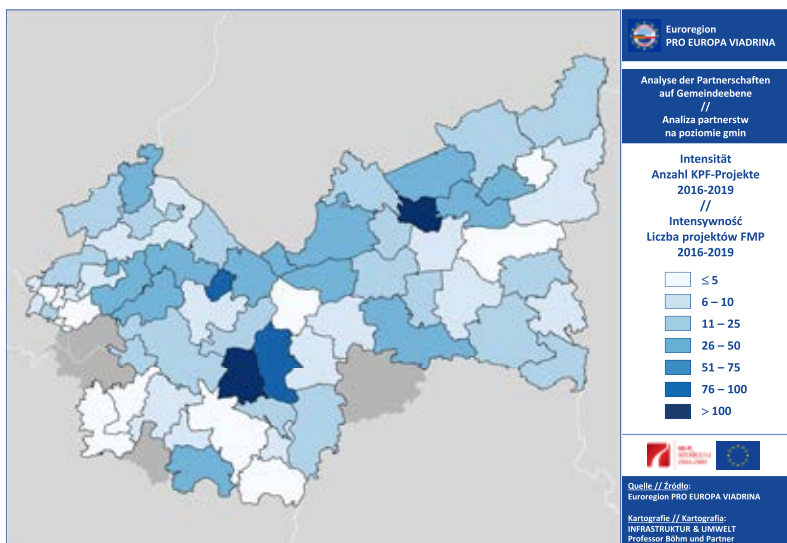 Euroregion
PRO EUROPA VIADRINA
Analyse der Partnerschaften
auf Gemeindeebene
//
Analiza partnerstw
na poziomie gmin
Intensität
Anzahl KPF-Projekte
2016-2019
//
Intensywność
Liczba projektów FMP
2016-2019
≤ 5
6 – 10
11 – 25
26 – 50
51 – 75
76 – 100
> 100
Quelle // Źródło:
Euroregion PRO EUROPA VIADRINA
Kartografie // Kartografia:
INFRASTRUKTUR & UMWELT
Professor Böhm und Partner